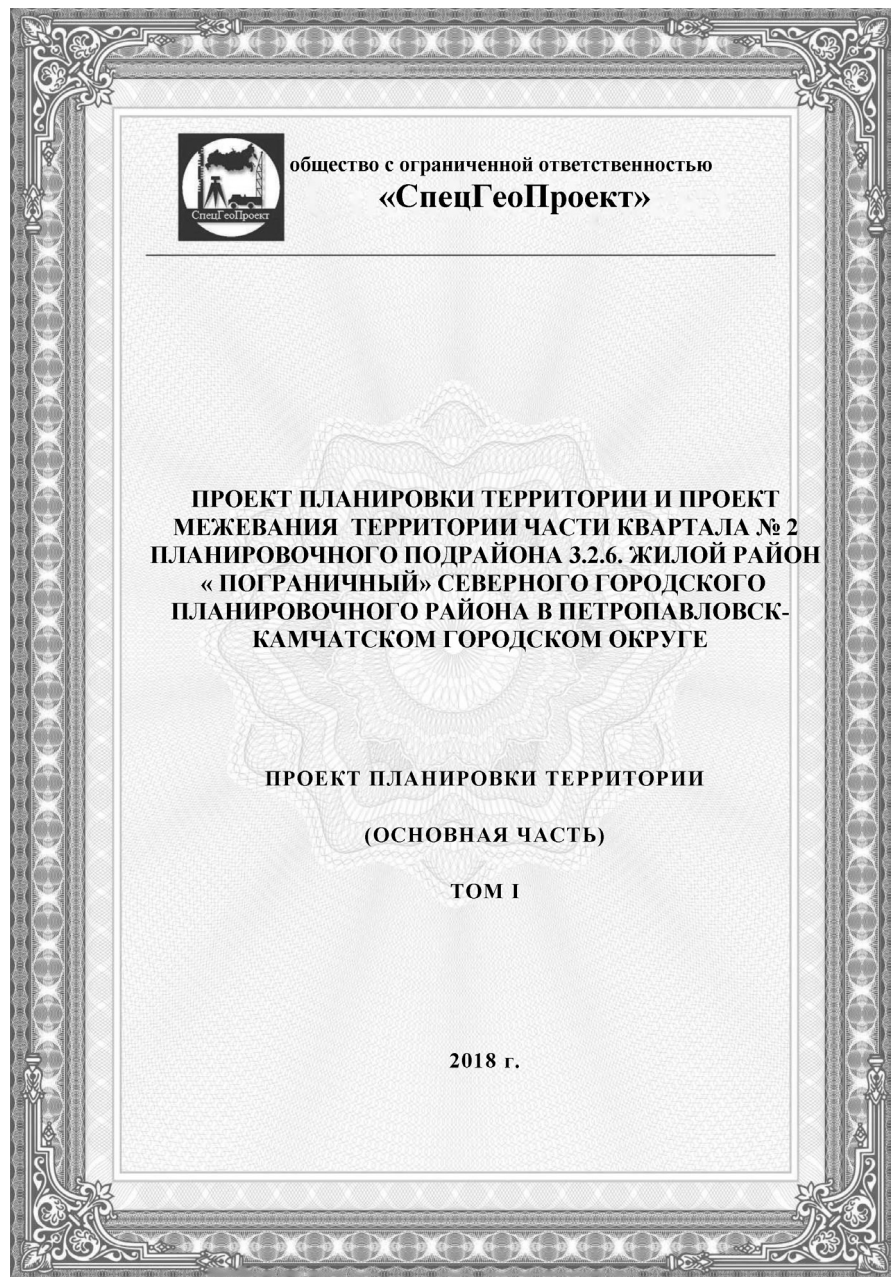 общество с ограниченной ответственностью
«СпецГеоПроект»
СпецГеоПроект
ПРОЕКТ ПЛАНИРОВКИ ТЕРРИТОРИИ И ПРОЕКТ
МЕЖЕВАНИЯ ТЕРРИТОРИИ ЧАСТИ КВАРТАЛА № 2
ПЛАНИРОВОЧНОГО ПОДРАЙОНА 3.2.6. ЖИЛОЙ РАЙОН
« ПОГРАНИЧНЫЙ» СЕВЕРНОГО ГОРОДСКОГО
ПЛАНИРОВОЧНОГО РАЙОНА В ПЕТРОПАВЛОВСК-
КАМЧАТСКОМ ГОРОДСКОМ ОКРУГЕ
ПРОЕКТ ПЛАНИРОВКИ ТЕРРИТОРИИ
(ОСНОВНАЯ ЧАСТЬ)
ТОМ I
2018 г.